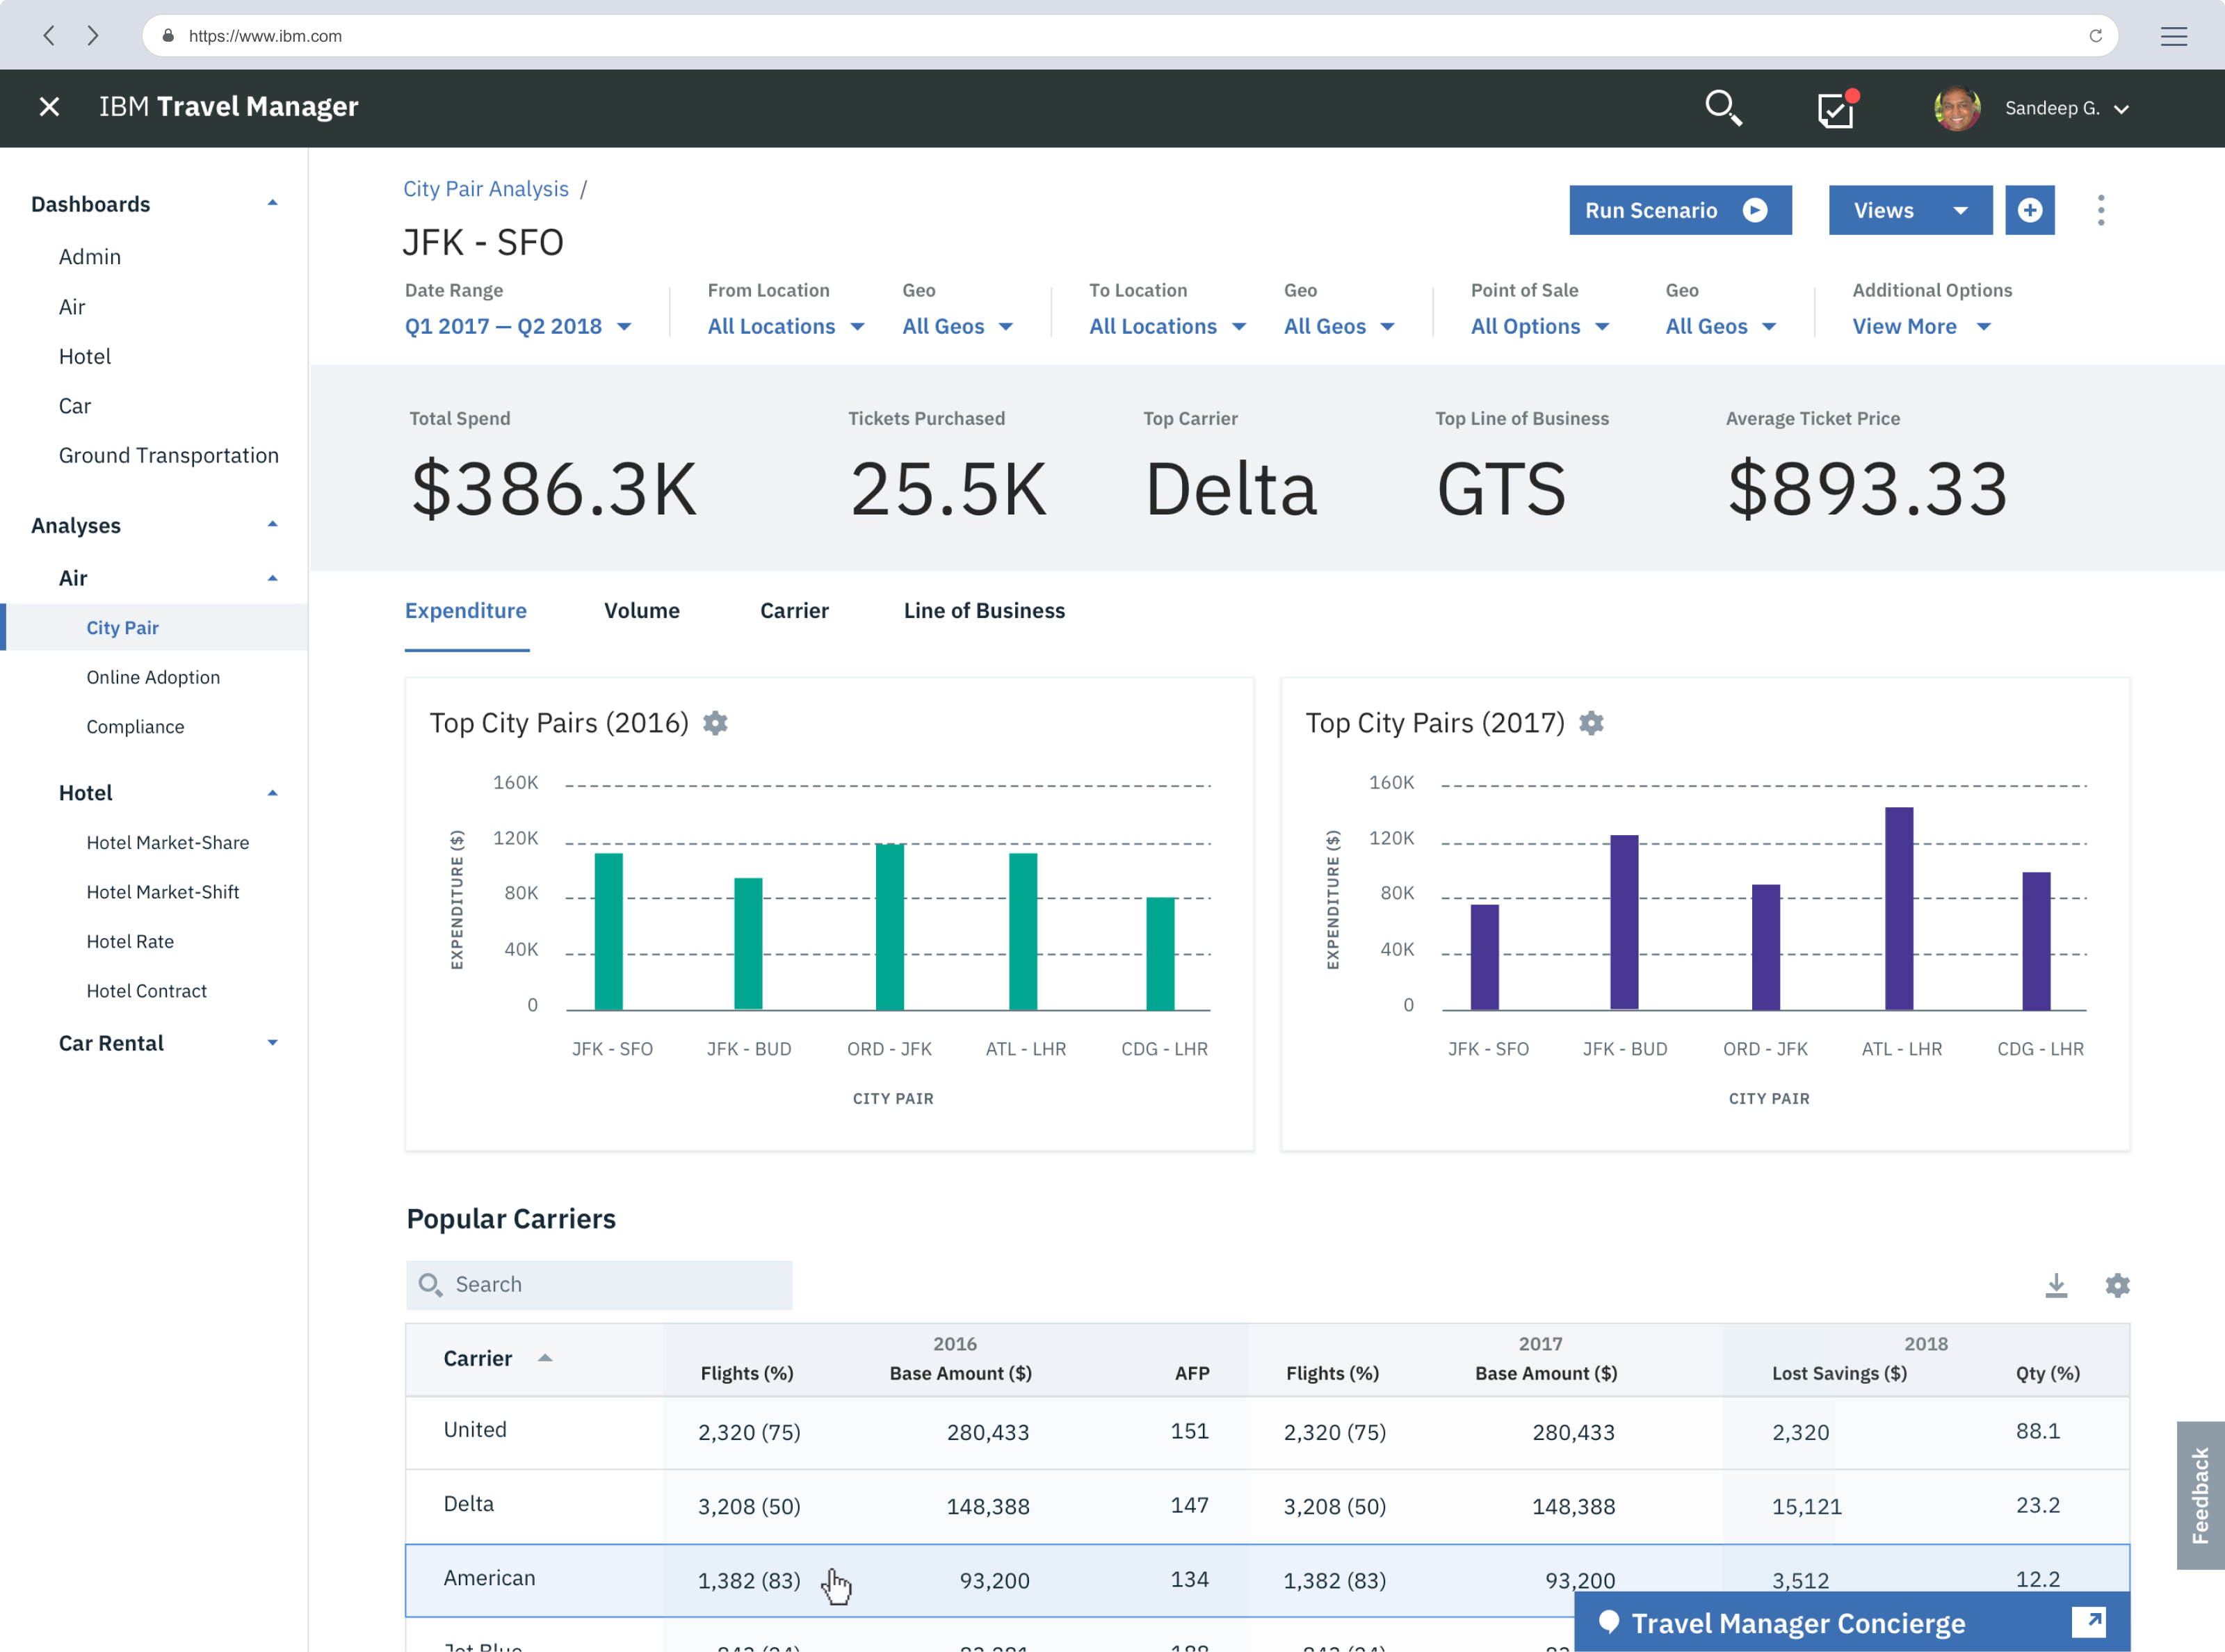 https://www.ibm.com
IBM Travel Manager
Sandeep G.
Dashboards
Admin
Air
Hotel
Car
Ground Transportation
Analyses
Air
City Pair
Online Adoption
Compliance
Hotel
Hotel Market-Share
Hotel Market-Shift
Hotel Rate
Hotel Contract
Car Rental
City Pair Analysis /
JFK - SFO
Run Scenario
Views
Date Range
Q1 2017 — Q2 2018
From Location
All Locations
Geo
All Geos
To Location
All Locations
Geo
All Geos
Point of Sale
All Options
Geo
All Geos
Additional Options
View More
Total Spend
$386.3K
Tickets Purchased
25.5K
Top Carrier
Delta
Top Line of Business
GTS
Average Ticket Price
$893.33
Expenditure Volume Carrier Line of Business
Top City Pairs (2016)
EXPENDITURE ($)
160K
120K
80K
40K
0
JFK - SFO JFK - BUD ORD - JFK ATL - LHR CDG - LHR
CITY PAIR
Top City Pairs (2017)
EXPENDITURE ($)
160K
120K
80K
40K
0
JFK - SFO JFK - BUD ORD - JFK ATL - LHR CDG - LHR
CITY PAIR
Popular Carriers
Search
2016 2017 2018
Carrier Flights (%) Base Amount ($) AFP Flights (%) Base Amount ($) Lost Savings ($) Qty (%)
United 2,320 (75) 280,433 151 2,320 (75) 280,433 2,320 88.1
Delta 3,208 (50) 148,388 147 3,208 (50) 148,388 15,121 23.2
American 1,382 (83) 93,200 134 1,382 (83) 93,200 3,512 12.2
Jet Blue
Travel Manager Concierge
Feedback